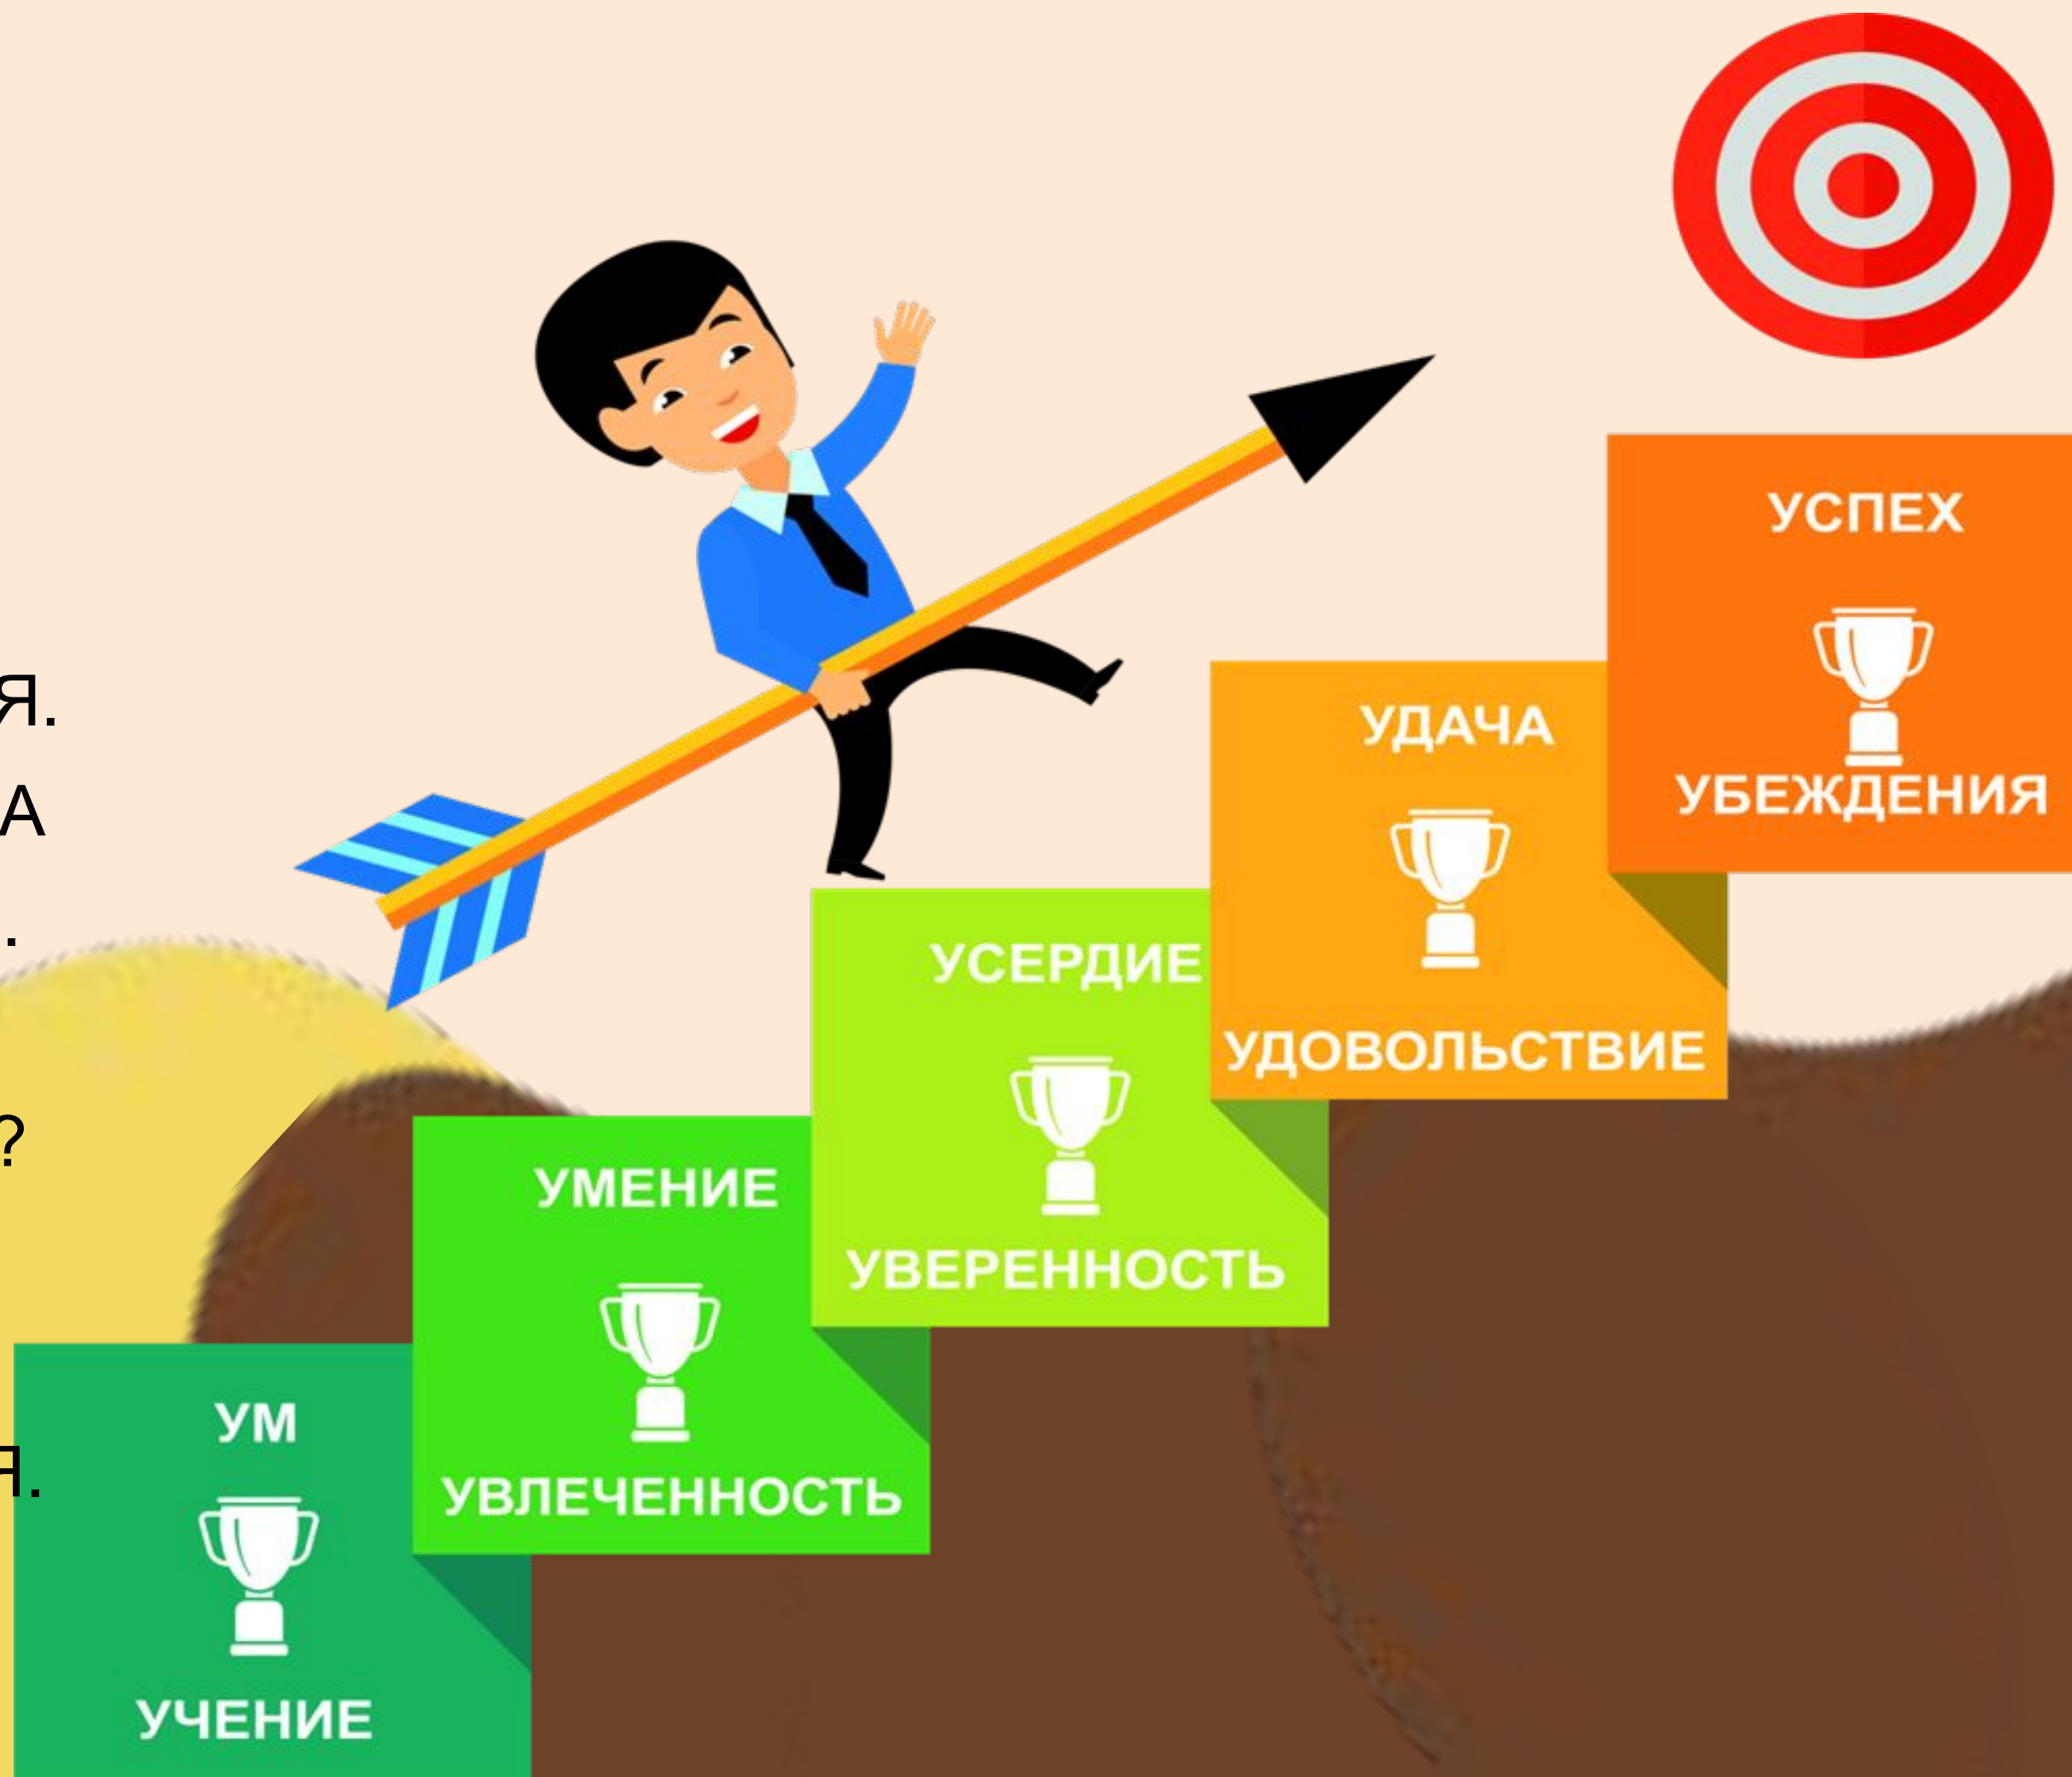 Я.
А
.
?
Я.
УСПЕХ
УБЕЖДЕНИЯ
УДАЧА
УДОВОЛЬСТВИЕ
УСЕРДИЕ
УВЕРЕННОСТЬ
УМЕНИЕ
УВЛЕЧЕННОСТЬ
УМ
УЧЕНИЕ